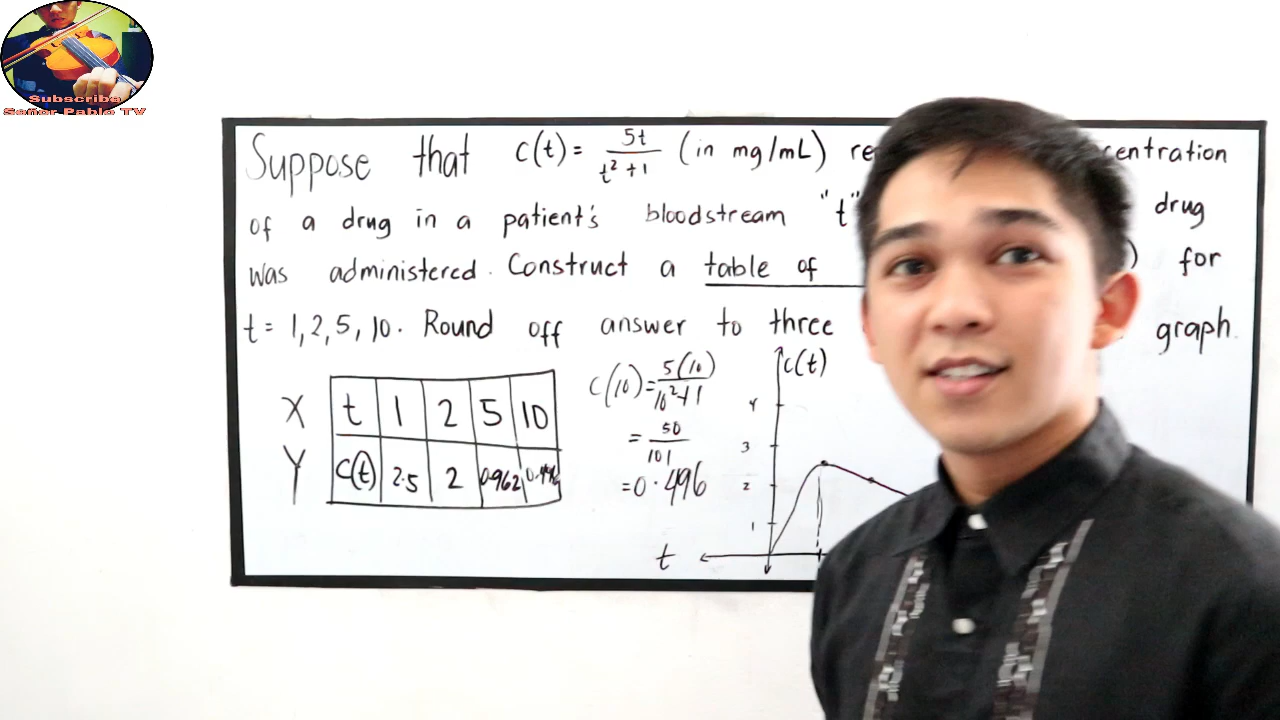 Subscribe
Señor Pablo TV
Suppose that c(t) = 5t / t² + 1 (in mg/mL) re centration
of a drug in a patient's bloodstream "t" drug
was administered. Construct a table of ) for
t = 1, 2, 5, 10. Round off answer to three graph.
X t 1 2 5 10
Y c(t) 2.5 2 0.962 0.496
c(10) = 5(10) / 10² + 1
= 50 / 101
= 0.496
c(t)
4
3
2
1
t